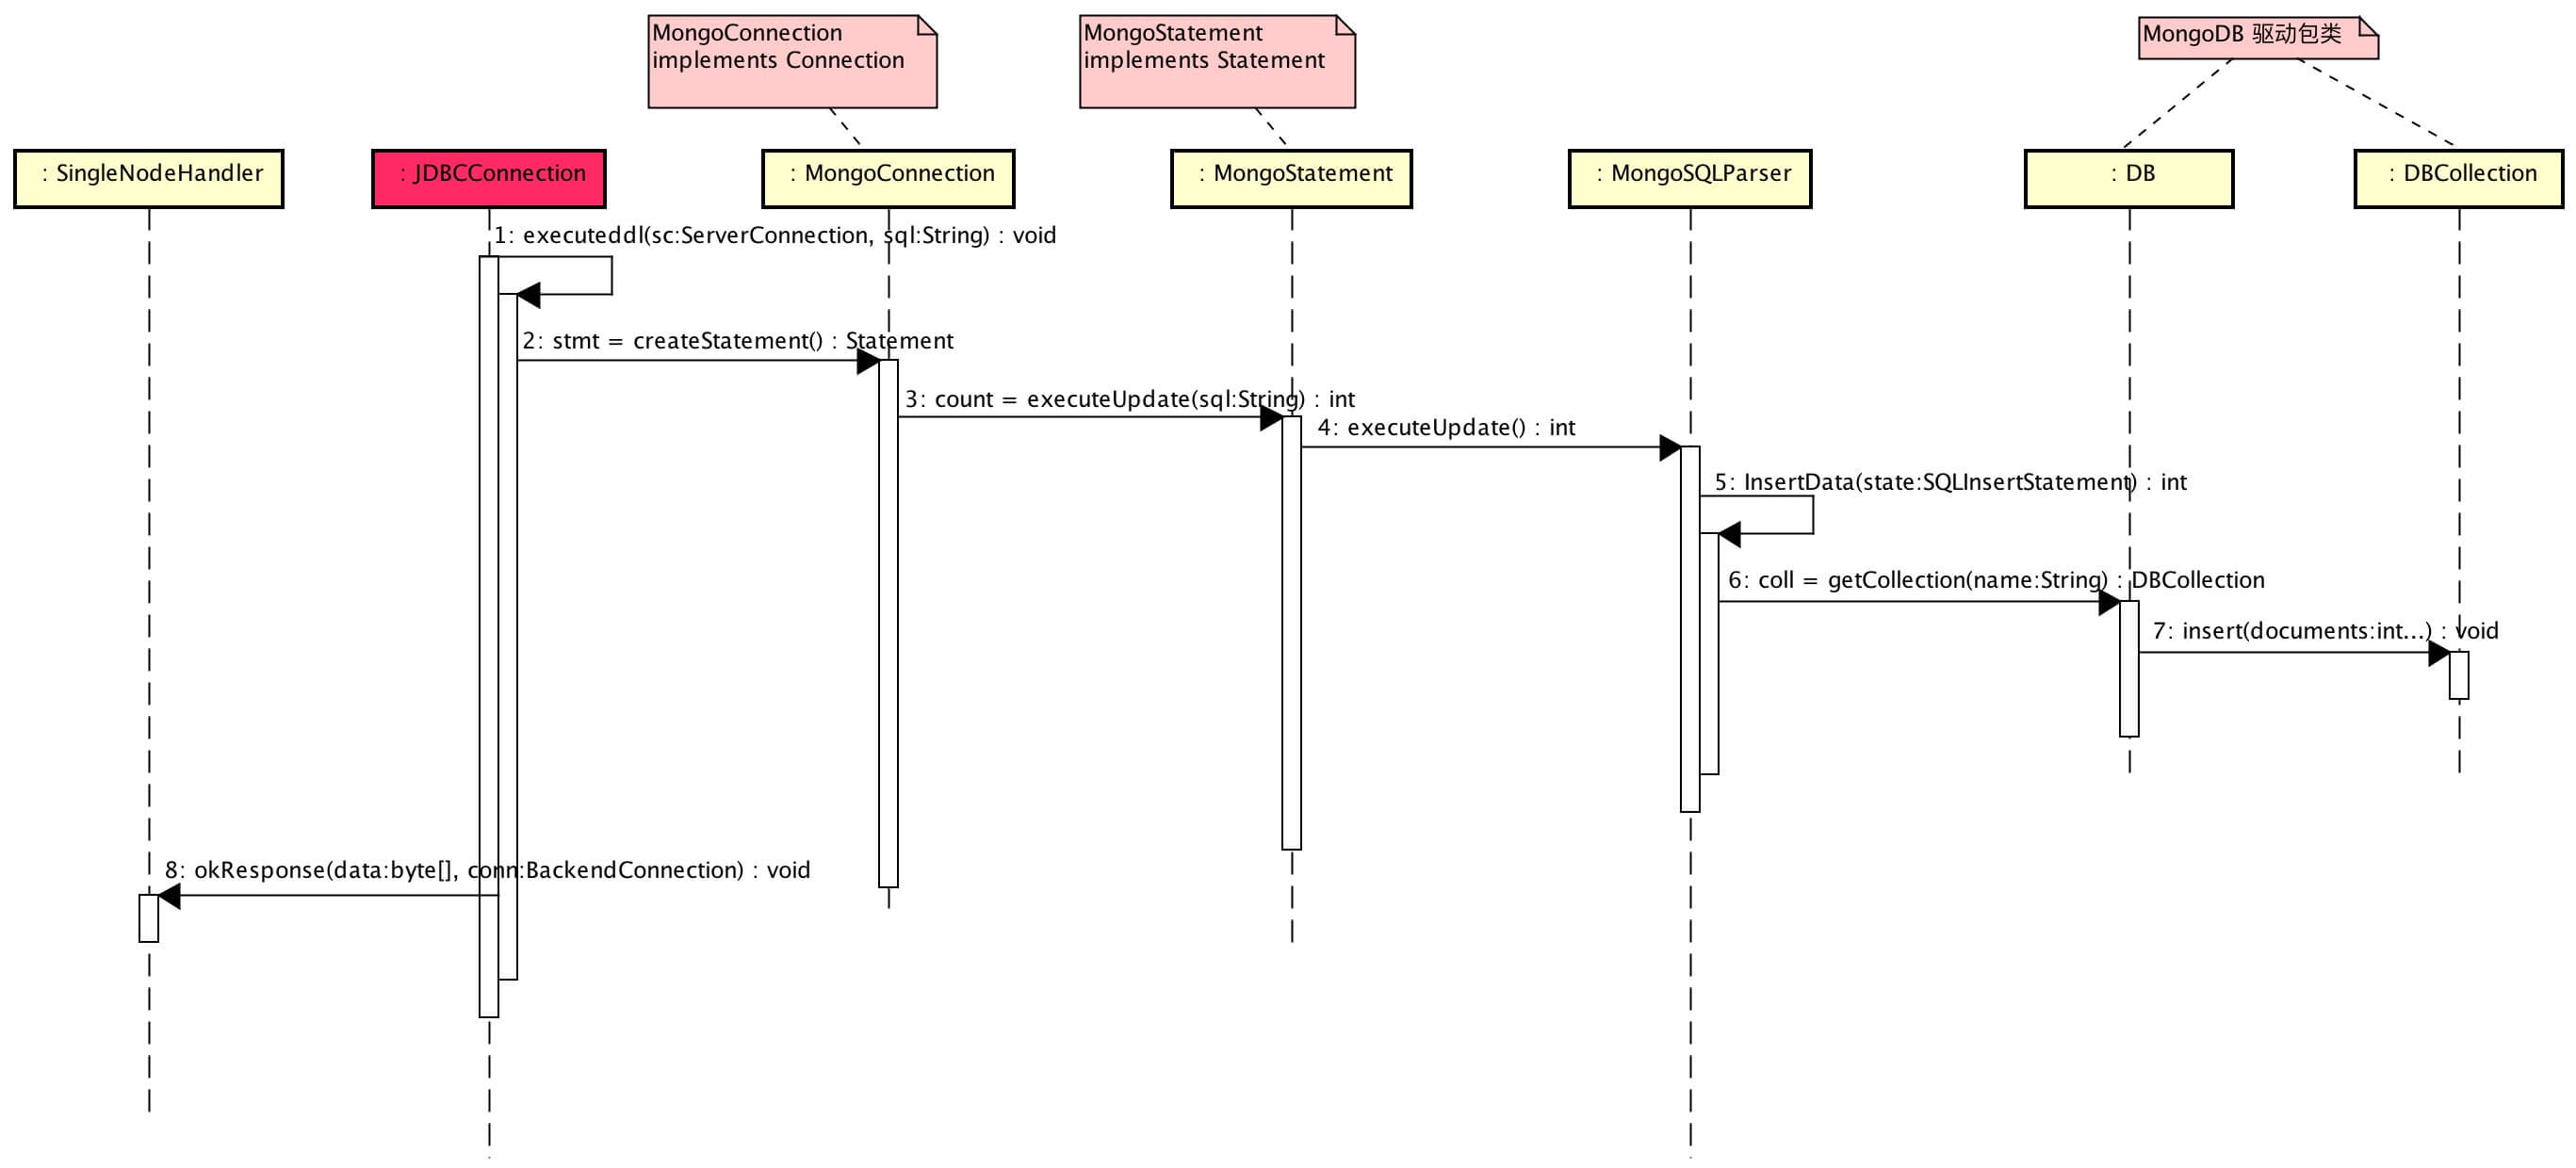 MongoConnection
implements Connection
MongoStatement
implements Statement
MongoDB 驱动包类
: SingleNodeHandler
: JDBCConnection
: MongoConnection
: MongoStatement
: MongoSQLParser
: DB
: DBCollection
1: executeddl(sc:ServerConnection, sql:String) : void
2: stmt = createStatement() : Statement
3: count = executeUpdate(sql:String) : int
4: executeUpdate() : int
5: InsertData(state:SQLInsertStatement) : int
6: coll = getCollection(name:String) : DBCollection
7: insert(documents:int...) : void
8: okResponse(data:byte[], conn:BackendConnection) : void